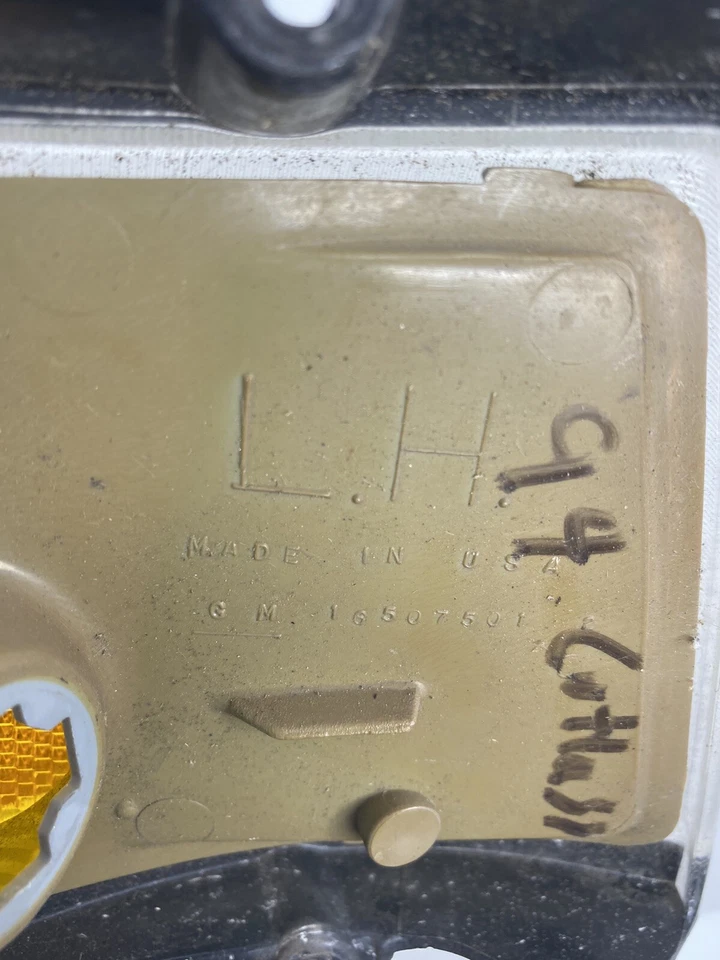 L.H.
MADE IN USA
GM 16507501
94 Cutlass